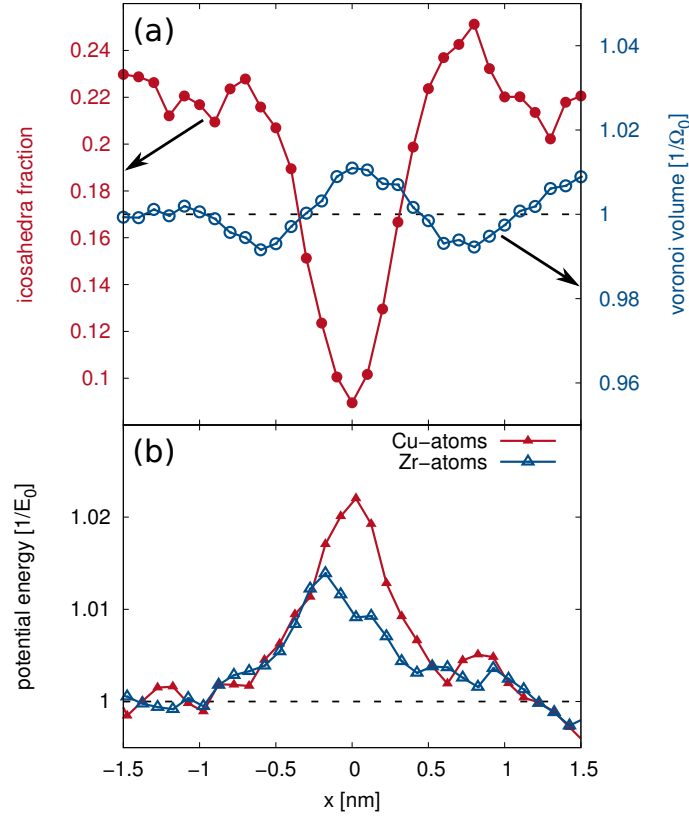 (a)
icosahedra fraction
0.24
0.22
0.2
0.18
0.16
0.14
0.12
0.1
voronoi volume [1/Ω₀]
1.04
1.02
1
0.98
0.96
(b)
Cu−atoms
Zr−atoms
potential energy [1/E₀]
1.02
1.01
1
−1.5
−1
−0.5
0
0.5
1
1.5
x [nm]